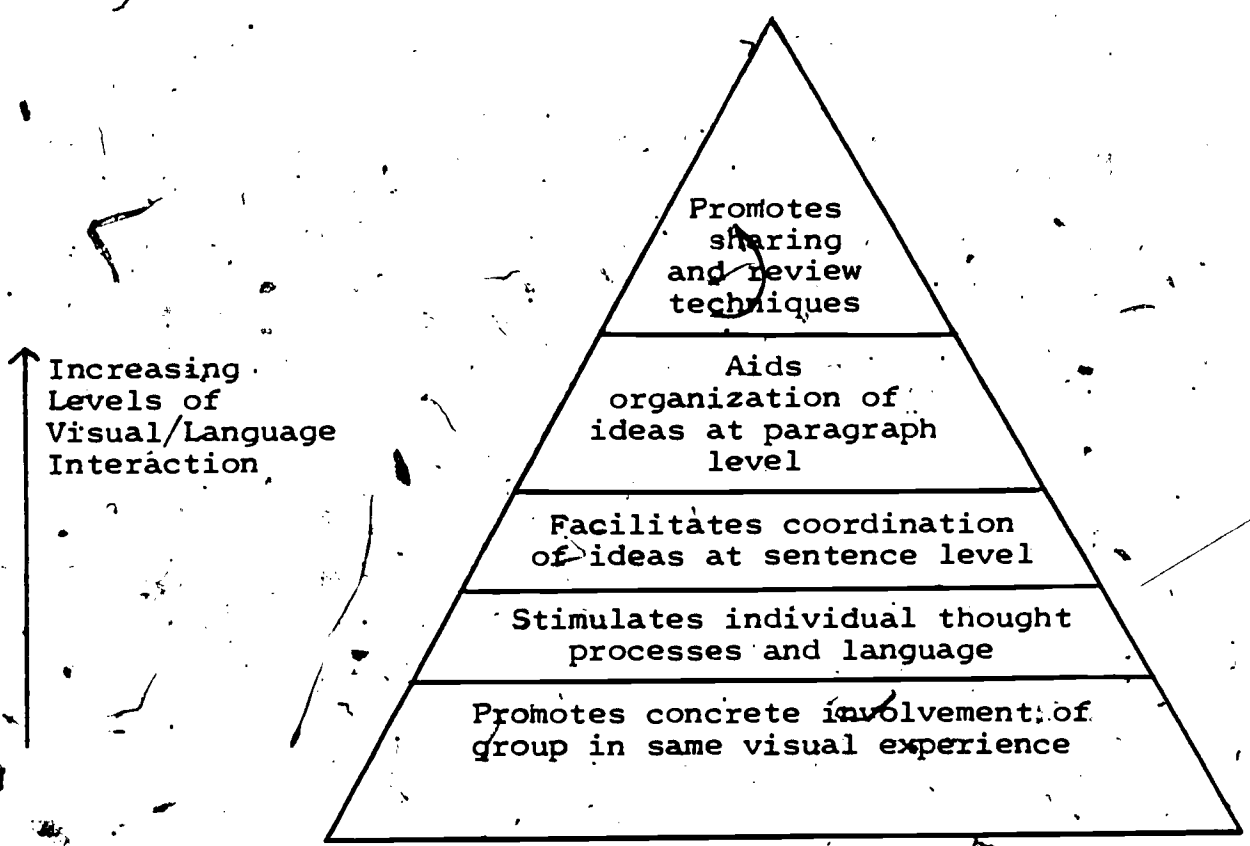 Promotes
sharing
and review
techniques
Increasing
Levels of
Visual/Language
Interaction
Aids
organization of
ideas at paragraph
level
Facilitates coordination
of ideas at sentence level
Stimulates individual thought
processes and language
Promotes concrete involvement of
group in same visual experience